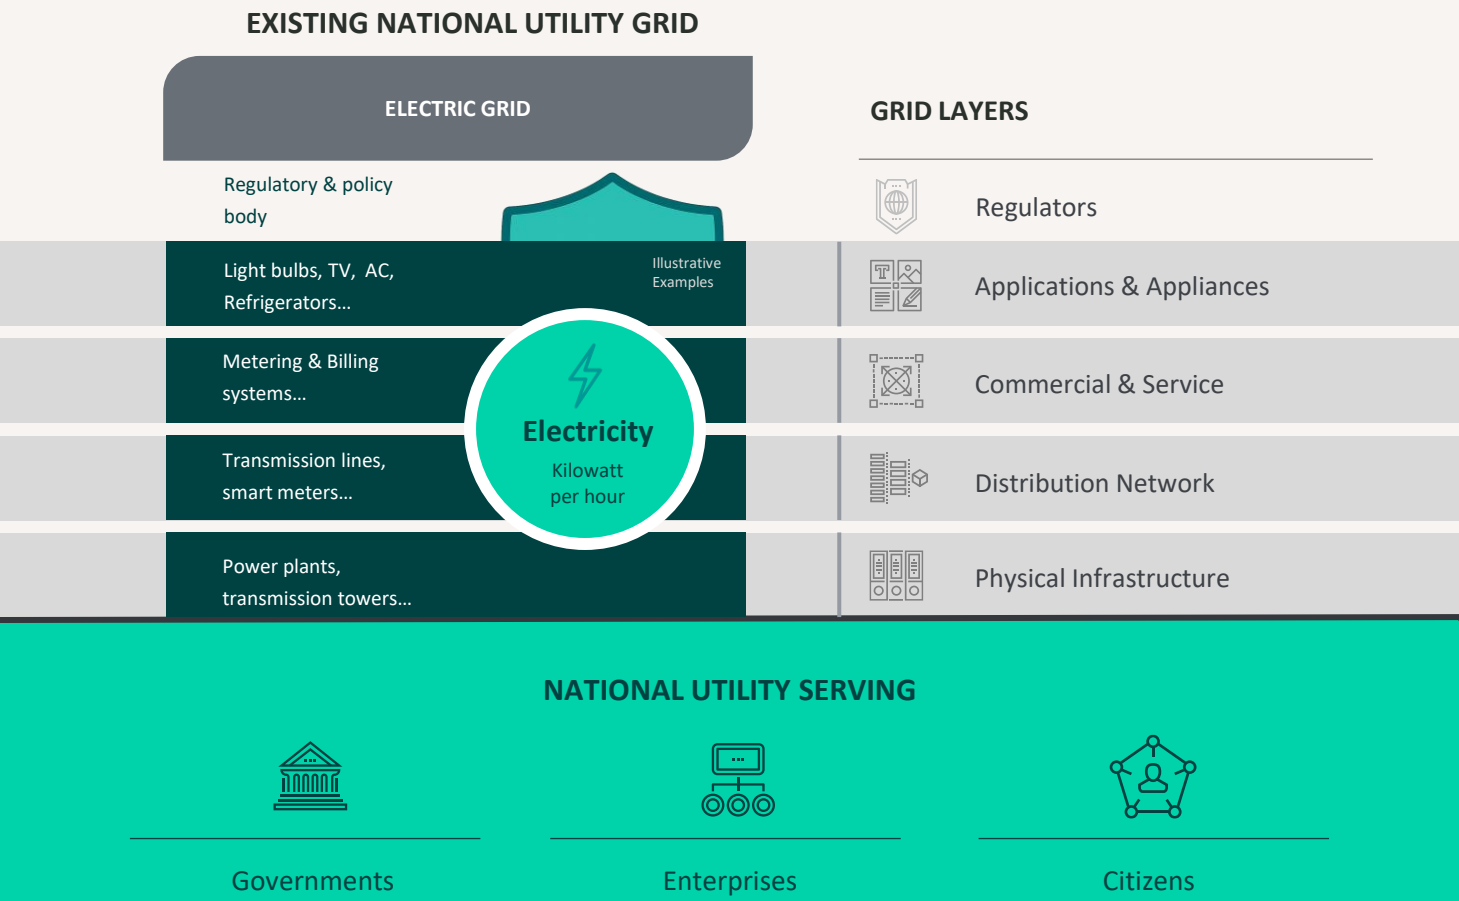 EXISTING NATIONAL UTILITY GRID
ELECTRIC GRID
GRID LAYERS
Regulatory & policy
body
Regulators
Light bulbs, TV, AC,
Refrigerators...
Illustrative
Examples
Applications & Appliances
Metering & Billing
systems...
Commercial & Service
Electricity
Kilowatt
per hour
Transmission lines,
smart meters...
Distribution Network
Power plants,
transmission towers...
Physical Infrastructure
NATIONAL UTILITY SERVING
Governments
Enterprises
Citizens